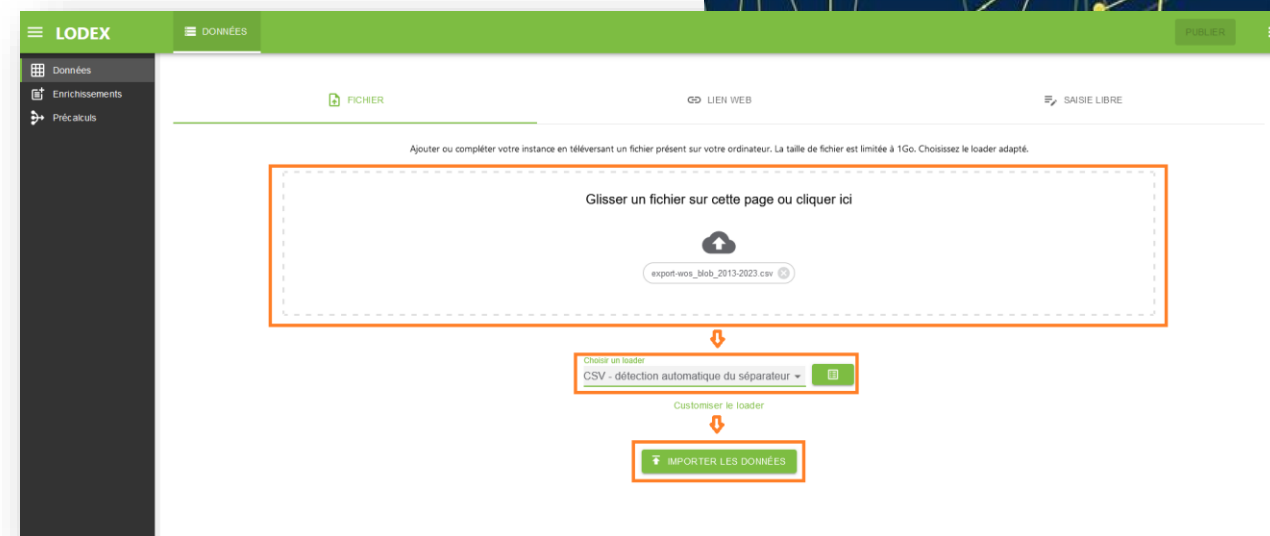 LODEX
DONNÉES
PUBLIER
Données
Enrichissements
Précalculs
FICHIER
LIEN WEB
SAISIE LIBRE
Ajouter ou compléter votre instance en téléversant un fichier présent sur votre ordinateur. La taille de fichier est limitée à 1Go. Choisissez le loader adapté.
Glisser un fichier sur cette page ou cliquer ici
export-wos_blob_2013-2023.csv
Choisir un loader
CSV - détection automatique du séparateur
Customiser le loader
IMPORTER LES DONNÉES